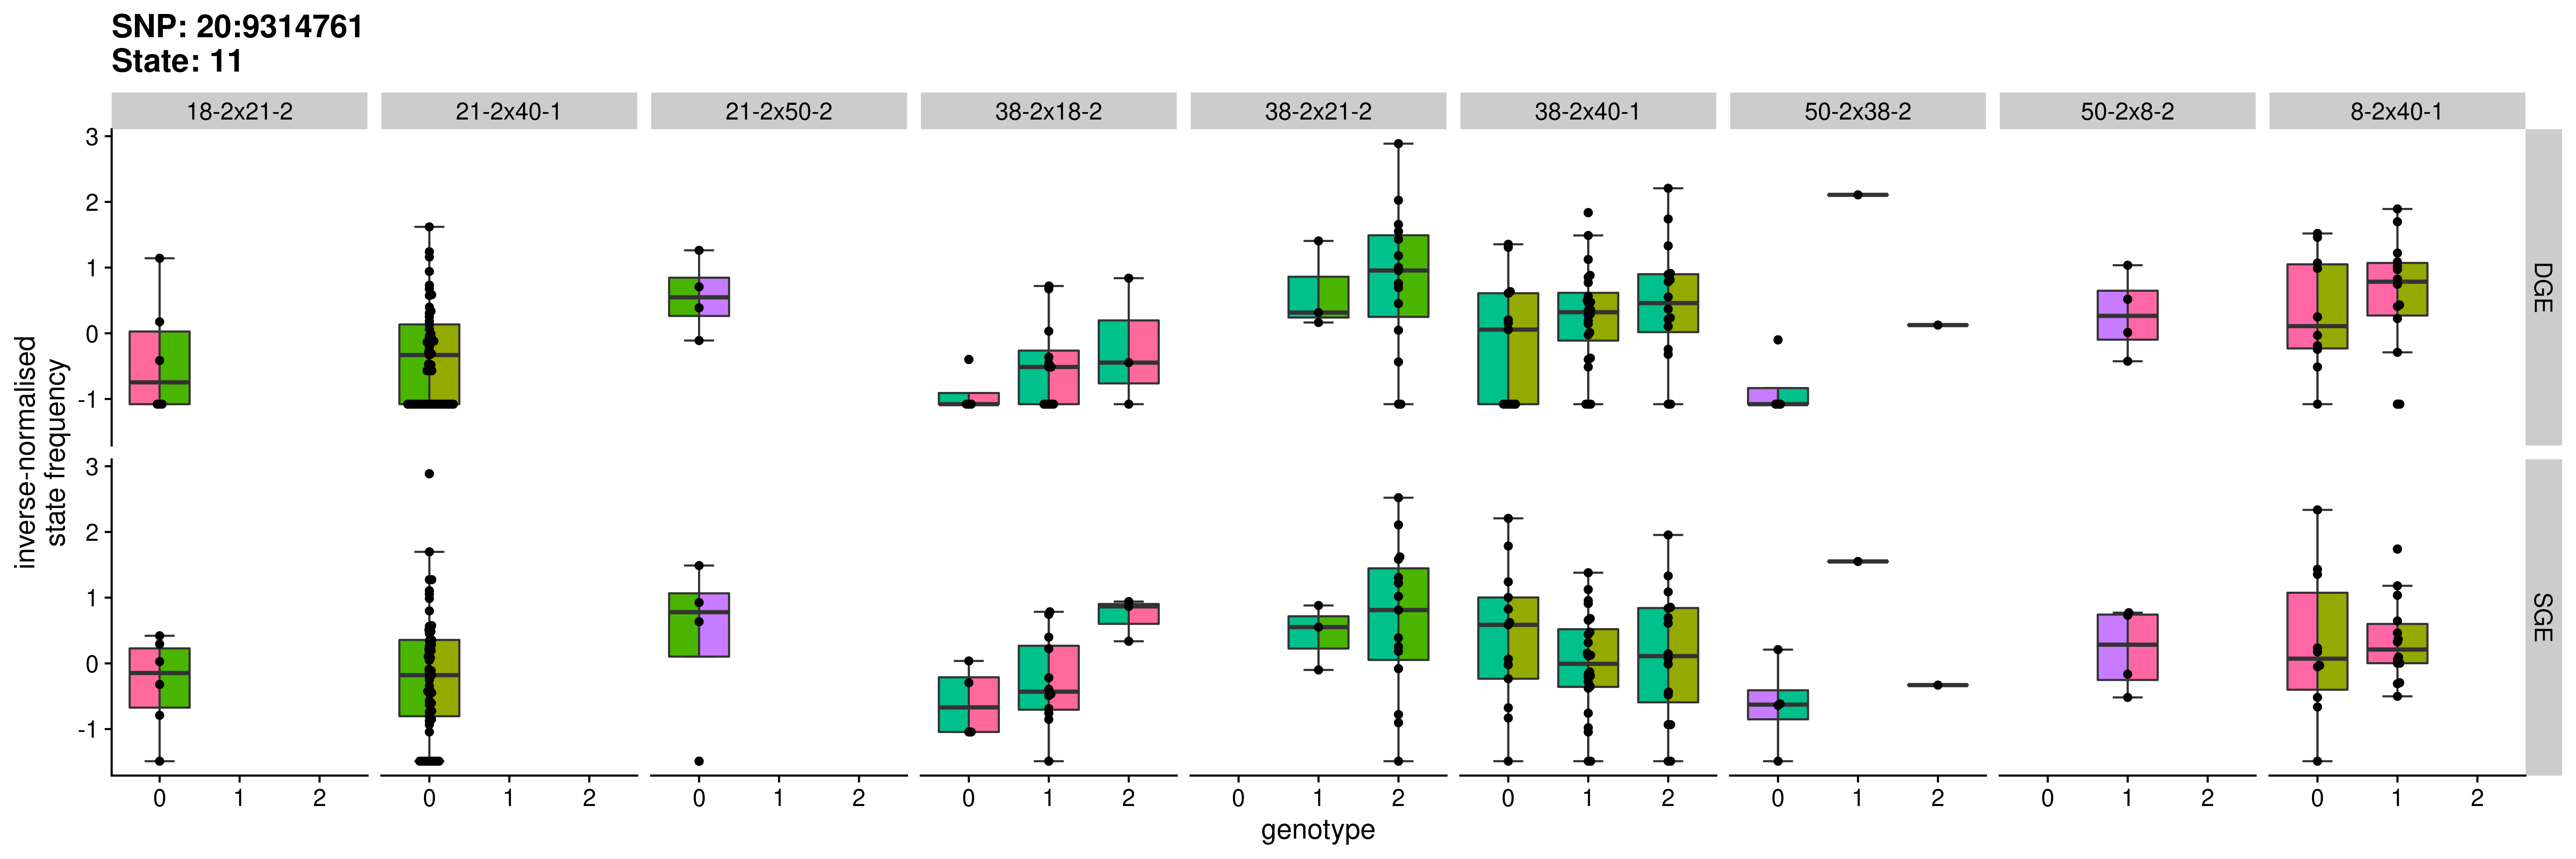 SNP: 20:9314761
State: 11
18-2x21-2 21-2x40-1 21-2x50-2 38-2x18-2 38-2x21-2 38-2x40-1 50-2x38-2 50-2x8-2 8-2x40-1
3
2
1
0
-1
DGE
3
2
1
0
-1
SGE
inverse-normalised
state frequency
0 1 2 0 1 2 0 1 2 0 1 2 0 1 2 0 1 2 0 1 2 0 1 2 0 1 2
genotype